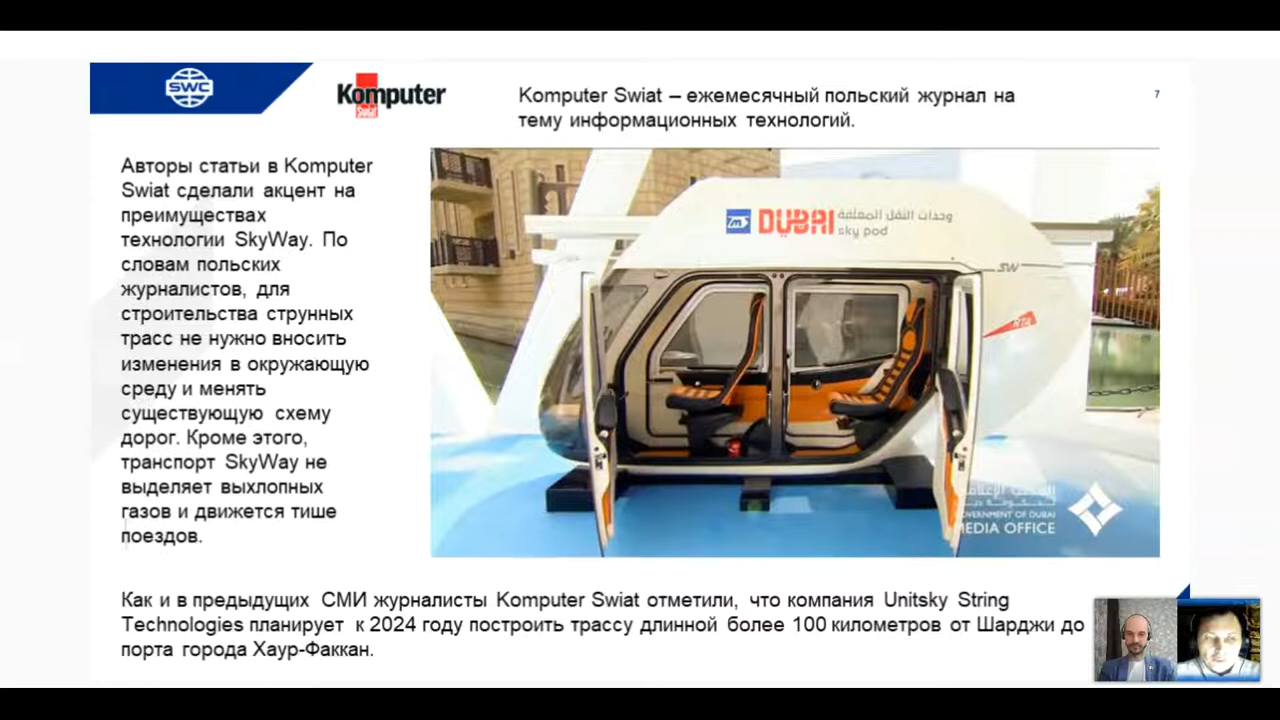 SWC
Komputer
Swiat
Komputer Swiat – ежемесячный польский журнал на
тему информационных технологий.
7
Авторы статьи в Komputer
Swiat сделали акцент на
преимуществах
технологии SkyWay. По
словам польских
журналистов, для
строительства струнных
трасс не нужно вносить
изменения в окружающую
среду и менять
существующую схему
дорог. Кроме этого,
транспорт SkyWay не
выделяет выхлопных
газов и движется тише
поездов.
DUBAI
وحدات النقل المعلقة
sky pod
SW
RTA
GOVERNMENT OF DUBAI
MEDIA OFFICE
Как и в предыдущих СМИ журналисты Komputer Swiat отметили, что компания Unitsky String
Technologies планирует к 2024 году построить трассу длинной более 100 километров от Шарджи до
порта города Хаур-Факкан.